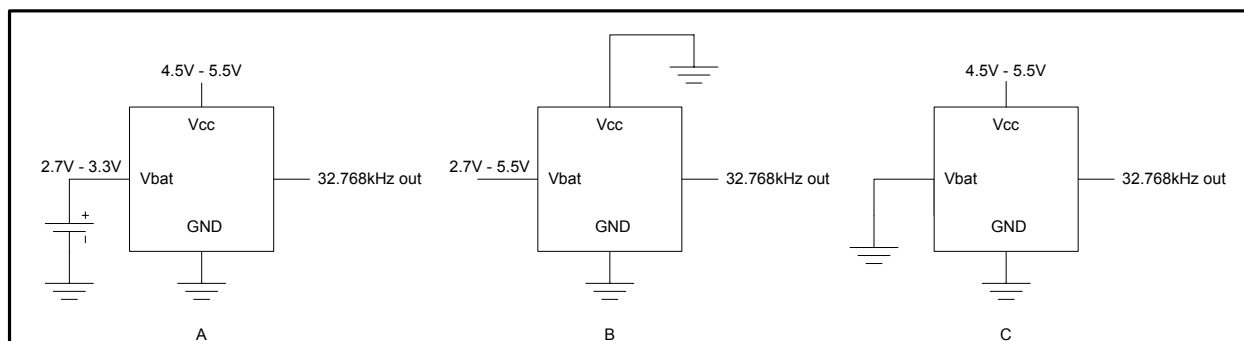 4.5V - 5.5V
Vcc
2.7V - 3.3V
Vbat
32.768kHz out
+
-
GND
A
Vcc
2.7V - 5.5V
Vbat
32.768kHz out
GND
B
4.5V - 5.5V
Vcc
Vbat
32.768kHz out
GND
C